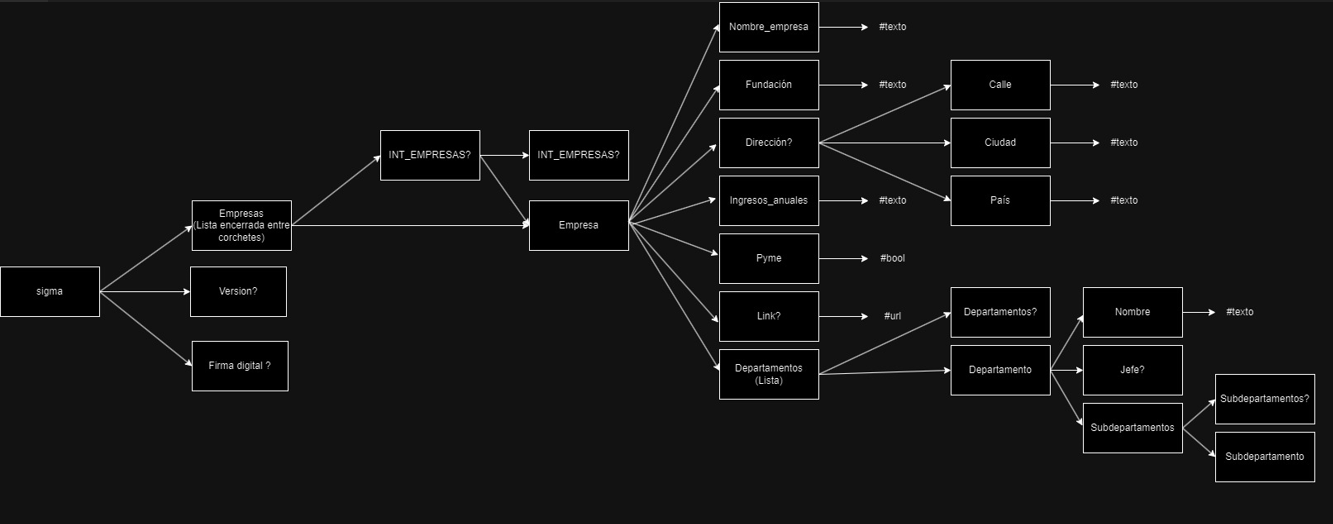 Nombre_empresa
#texto
Fundación
#texto
Calle
#texto
INT_EMPRESAS?
INT_EMPRESAS?
Dirección?
Ciudad
#texto
Empresas
(Lista encerrada entre
corchetes)
Empresa
Ingresos_anuales
#texto
País
#texto
Pyme
#bool
sigma
Version?
Link?
#url
Departamentos?
Nombre
#texto
Firma digital ?
Departamentos
(Lista)
Departamento
Jefe?
Subdepartamentos?
Subdepartamentos
Subdepartamento